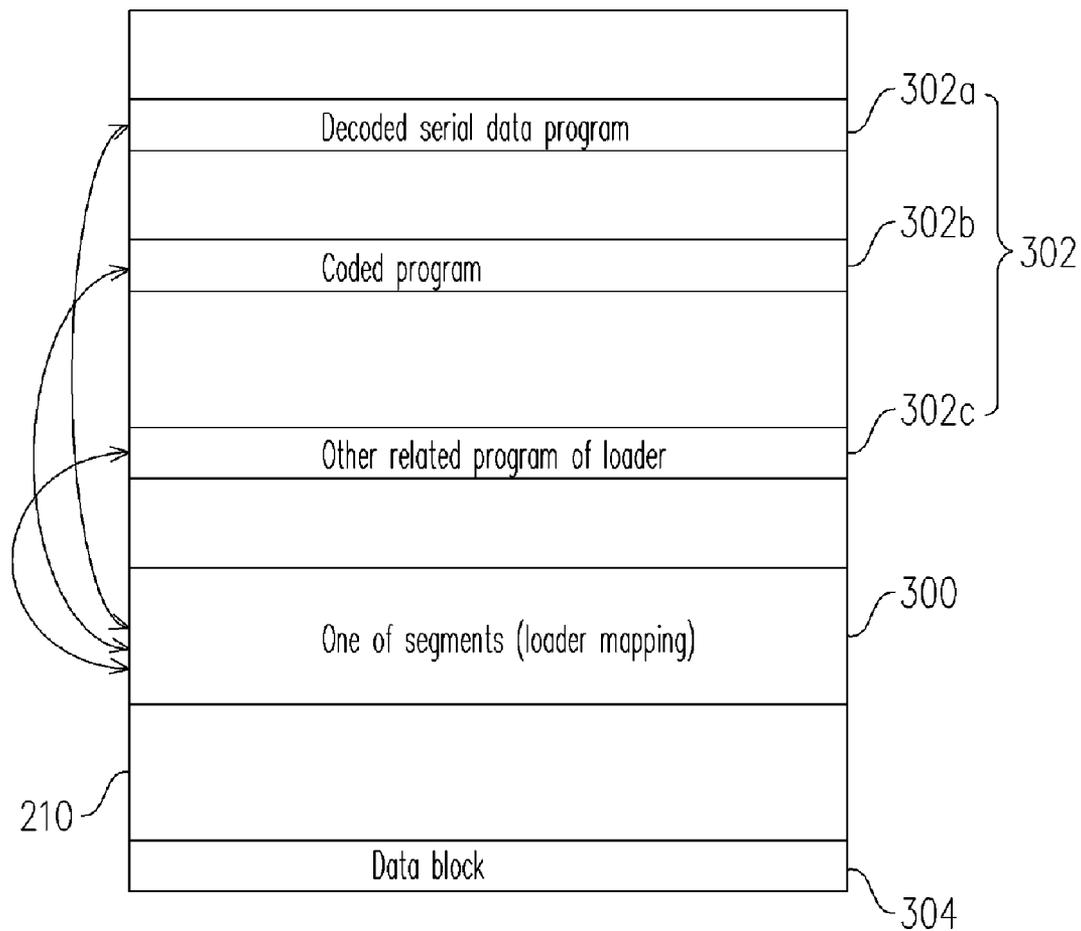 302a
Decoded serial data program
302b
302
Coded program
302c
Other related program of loader
300
One of segments (loader mapping)
210
Data block
304